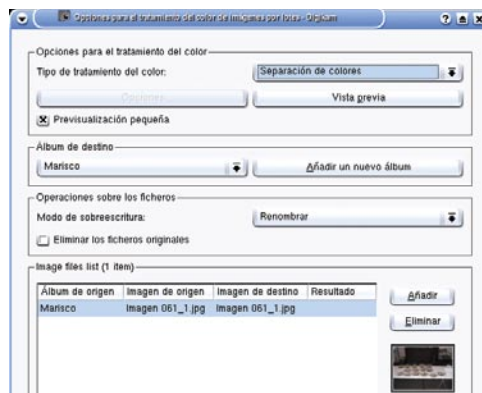 Opciones para el tratamiento del color de imágenes por lotes - Digikam
Opciones para el tratamiento del color
Tipo de tratamiento del color:
Separación de colores
Opciones...
Vista previa
Previsualización pequeña
Álbum de destino
Marisco
Añadir un nuevo álbum
Operaciones sobre los ficheros
Modo de sobreescritura:
Renombrar
Eliminar los ficheros originales
Image files list (1 item)
Álbum de origen Imagen de origen Imagen de destino Resultado
Marisco Imagen 061_1.jpg Imagen 061_1.jpg
Añadir
Eliminar